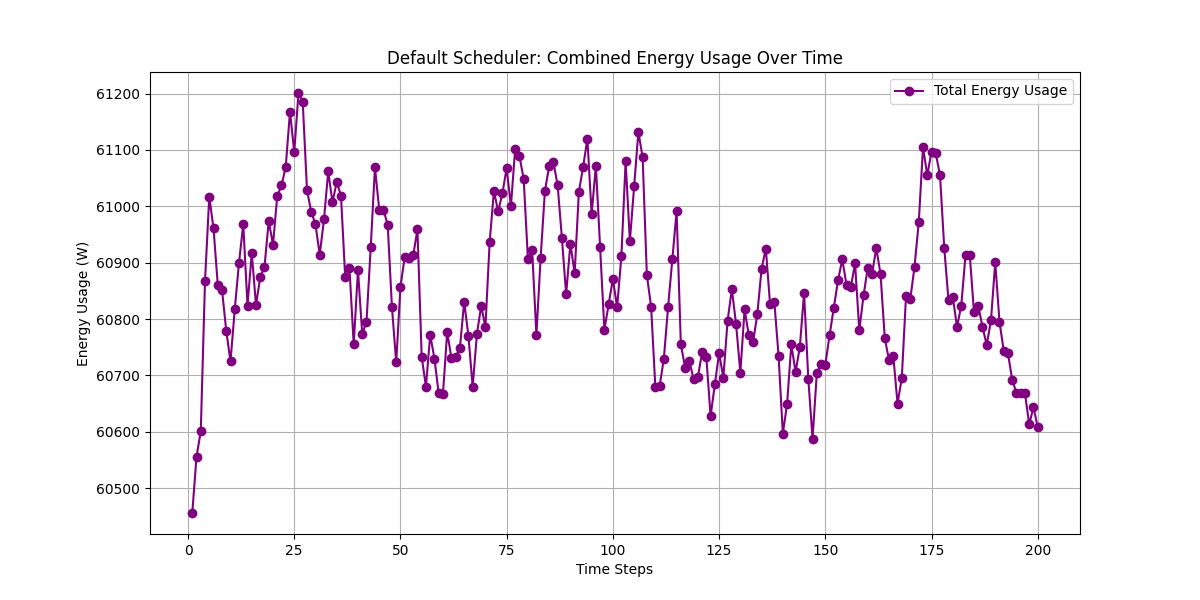 Default Scheduler: Combined Energy Usage Over Time
Total Energy Usage
Energy Usage (W)
61200
61100
61000
60900
60800
60700
60600
60500
0 25 50 75 100 125 150 175 200
Time Steps